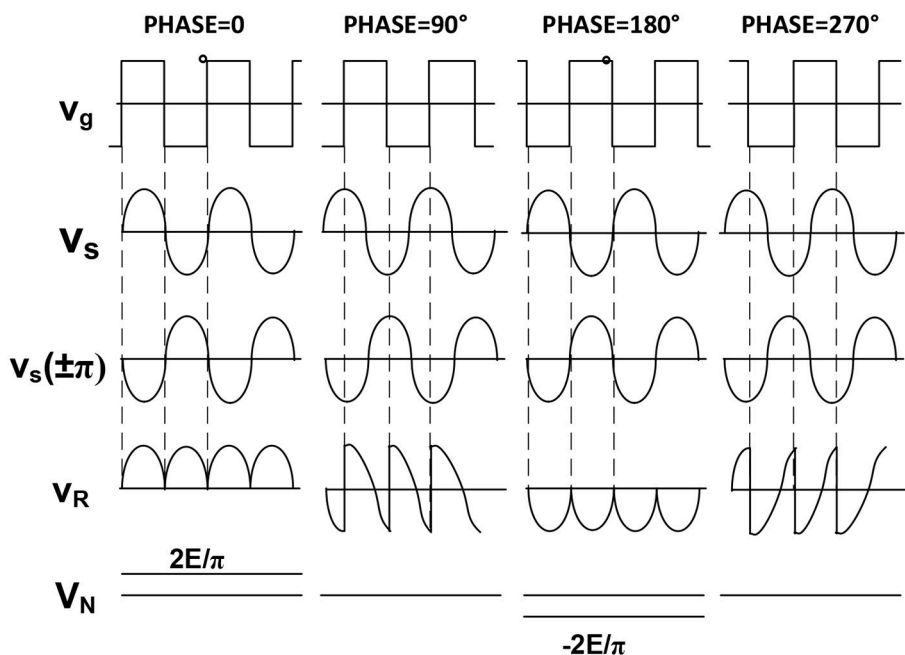 PHASE=0 PHASE=90° PHASE=180° PHASE=270°
vg
vs
vs(±π)
vR
2E/π
VN
-2E/π